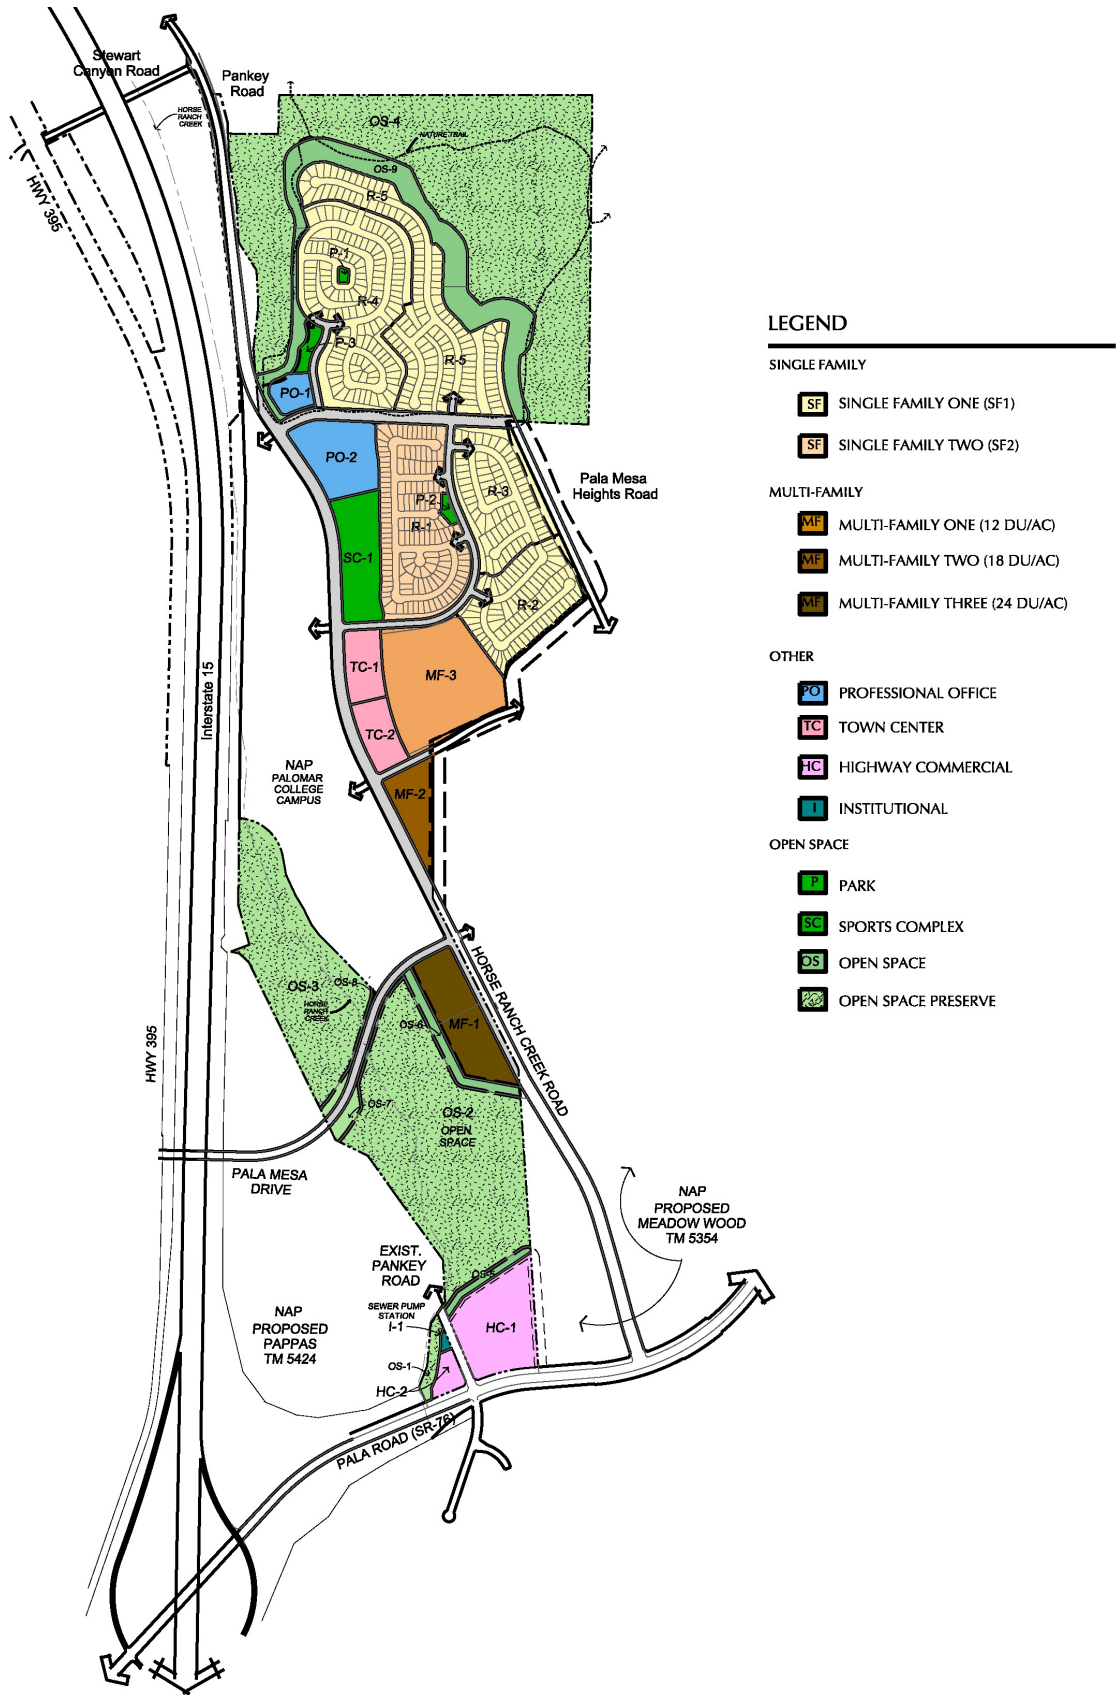 Stewart
Canyon Road
Pankey
Road
HORSE
RANCH
CREEK
HWY 395
OS-4
NATURE TRAIL
OS-9
R-5
P-1
R-4
P-3
R-5
PO-1
PO-2
Pala Mesa
Heights Road
R-3
P-2
R-1
SC-1
R-2
TC-1
MF-3
Interstate 15
TC-2
NAP
PALOMAR
COLLEGE
CAMPUS
MF-2
HORSE RANCH CREEK ROAD
OS-3
OS-8
HORSE
RANCH
CREEK
OS-6
MF-1
HWY 395
OS-7
OS-2
OPEN
SPACE
PALA MESA
DRIVE
NAP
PROPOSED
MEADOW WOOD
TM 5354
EXIST.
PANKEY
ROAD
OS-5
SEWER PUMP
STATION
I-1
NAP
PROPOSED
PAPPAS
TM 5424
HC-1
OS-1
HC-2
PALA ROAD (SR-76)
LEGEND
SINGLE FAMILY
SF SINGLE FAMILY ONE (SF1)
SF SINGLE FAMILY TWO (SF2)
MULTI-FAMILY
MF MULTI-FAMILY ONE (12 DU/AC)
MF MULTI-FAMILY TWO (18 DU/AC)
MF MULTI-FAMILY THREE (24 DU/AC)
OTHER
PO PROFESSIONAL OFFICE
TC TOWN CENTER
HC HIGHWAY COMMERCIAL
I INSTITUTIONAL
OPEN SPACE
P PARK
SC SPORTS COMPLEX
OS OPEN SPACE
OPEN SPACE PRESERVE